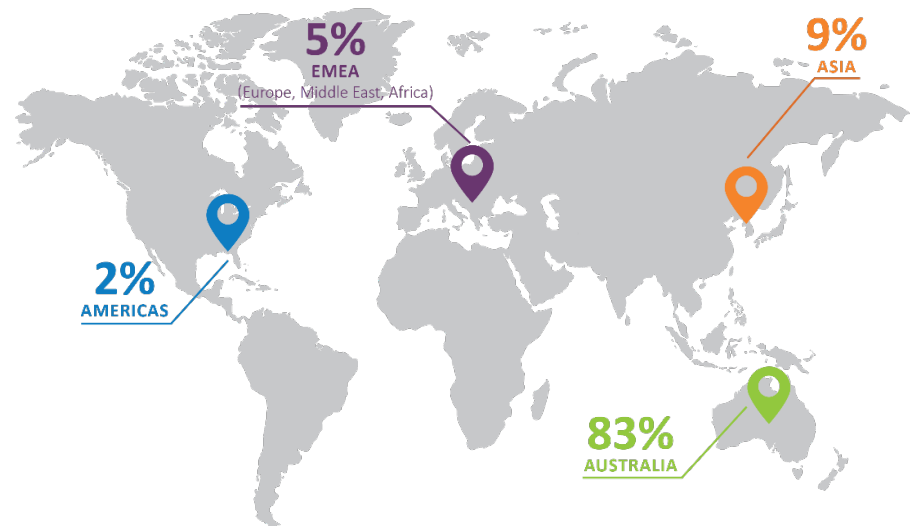 5%
EMEA
(Europe, Middle East, Africa)
9%
ASIA
2%
AMERICAS
83%
AUSTRALIA